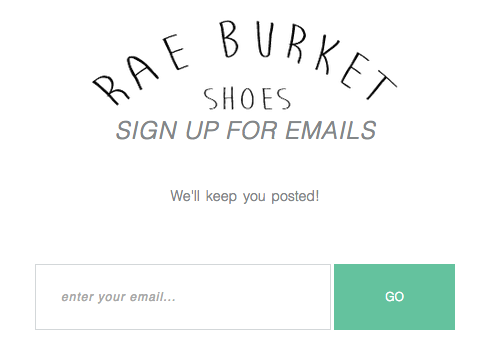 RAE BURKET
SHOES
SIGN UP FOR EMAILS
We'll keep you posted!
enter your email...
GO